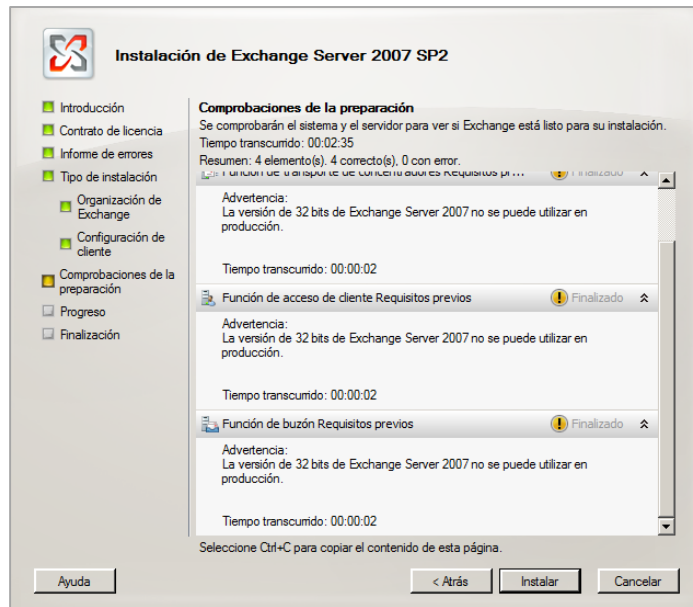 Instalación de Exchange Server 2007 SP2
Introducción
Contrato de licencia
Informe de errores
Tipo de instalación
Organización de
Exchange
Configuración de
cliente
Comprobaciones de la
preparación
Progreso
Finalización
Comprobaciones de la preparación
Se comprobarán el sistema y el servidor para ver si Exchange está listo para su instalación.
Tiempo transcurrido: 00:02:35
Resumen: 4 elemento(s). 4 correcto(s), 0 con error.
Función de transporte de concentradores Requisitos pr... Finalizado
Advertencia:
La versión de 32 bits de Exchange Server 2007 no se puede utilizar en
producción.
Tiempo transcurrido: 00:00:02
Función de acceso de cliente Requisitos previos Finalizado
Advertencia:
La versión de 32 bits de Exchange Server 2007 no se puede utilizar en
producción.
Tiempo transcurrido: 00:00:02
Función de buzón Requisitos previos Finalizado
Advertencia:
La versión de 32 bits de Exchange Server 2007 no se puede utilizar en
producción.
Tiempo transcurrido: 00:00:02
Seleccione Ctrl+C para copiar el contenido de esta página.
Ayuda < Atrás Instalar Cancelar